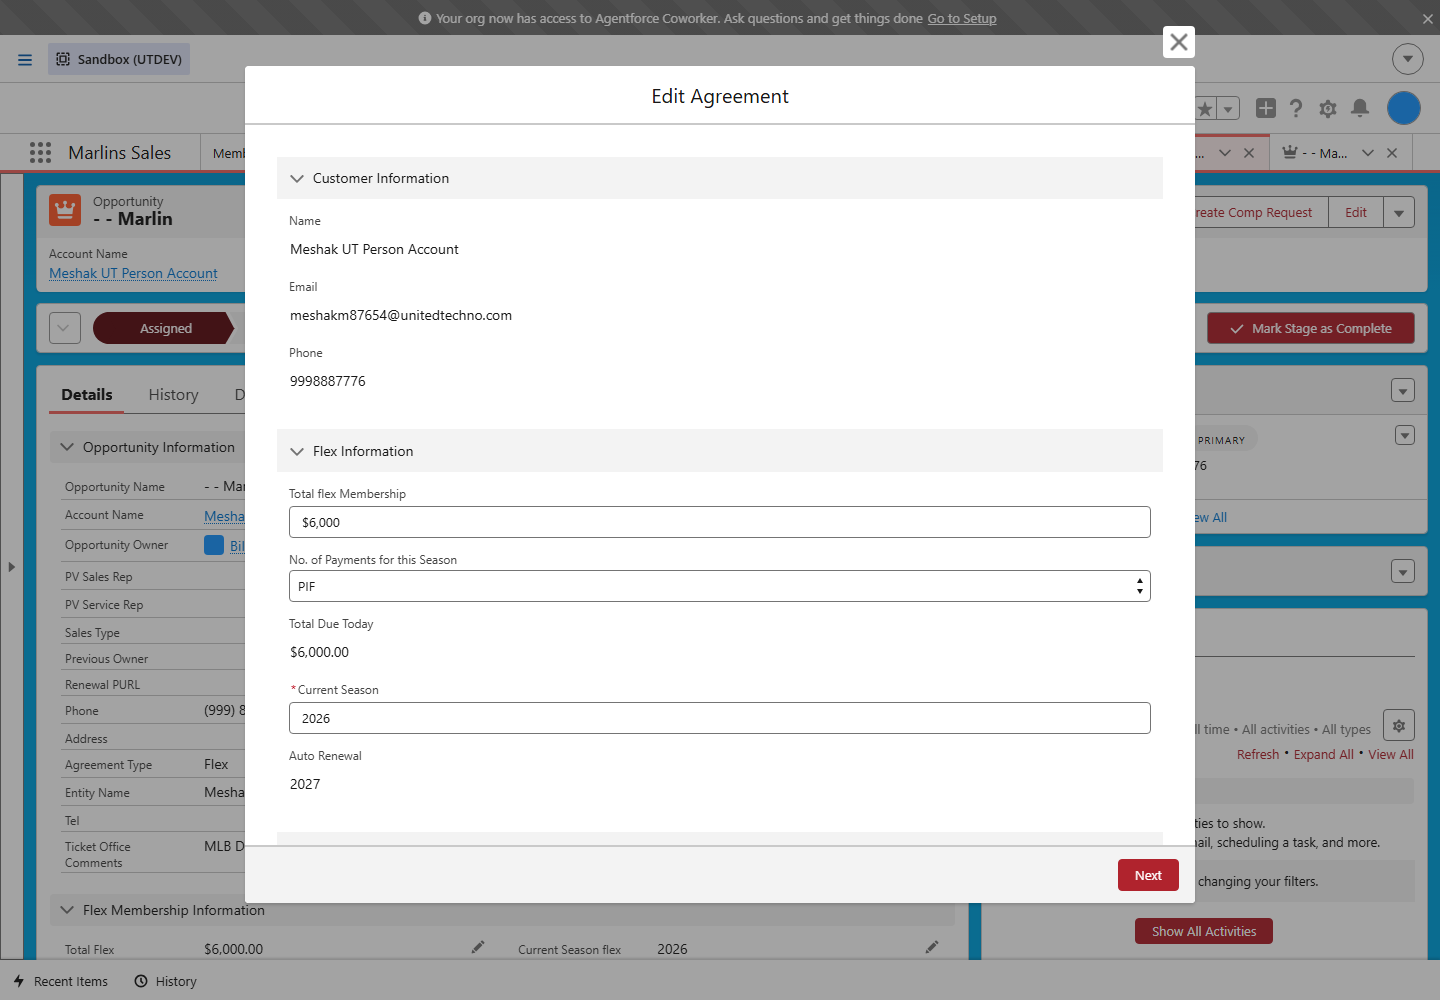 Your org now has access to Agentforce Coworker. Ask questions and get things done Go to Setup
Sandbox (UTDEV)
Marlins Sales
- - Ma...
Opportunity
- - Marlin
Account Name
Meshak UT Person Account
reate Comp Request
Edit
Assigned
Mark Stage as Complete
Details
History
D
Opportunity Information
Opportunity Name
- - Mar
Account Name
Mesha
Opportunity Owner
Bil
PV Sales Rep
PV Service Rep
Sales Type
Previous Owner
Renewal PURL
Phone
(999) 8
Address
Agreement Type
Flex
Entity Name
Mesha
Tel
Ticket Office
Comments
MLB D
Flex Membership Information
Total Flex
$6,000.00
Current Season flex
2026
Edit Agreement
Customer Information
Name
Meshak UT Person Account
Email
meshakm87654@unitedtechno.com
Phone
9998887776
Flex Information
Total flex Membership
$6,000
No. of Payments for this Season
PIF
Total Due Today
$6,000.00
*Current Season
2026
Auto Renewal
2027
Next
PRIMARY
76
ew All
ll time • All activities • All types
Refresh • Expand All • View All
ties to show.
ail, scheduling a task, and more.
changing your filters.
Show All Activities
Recent Items
History